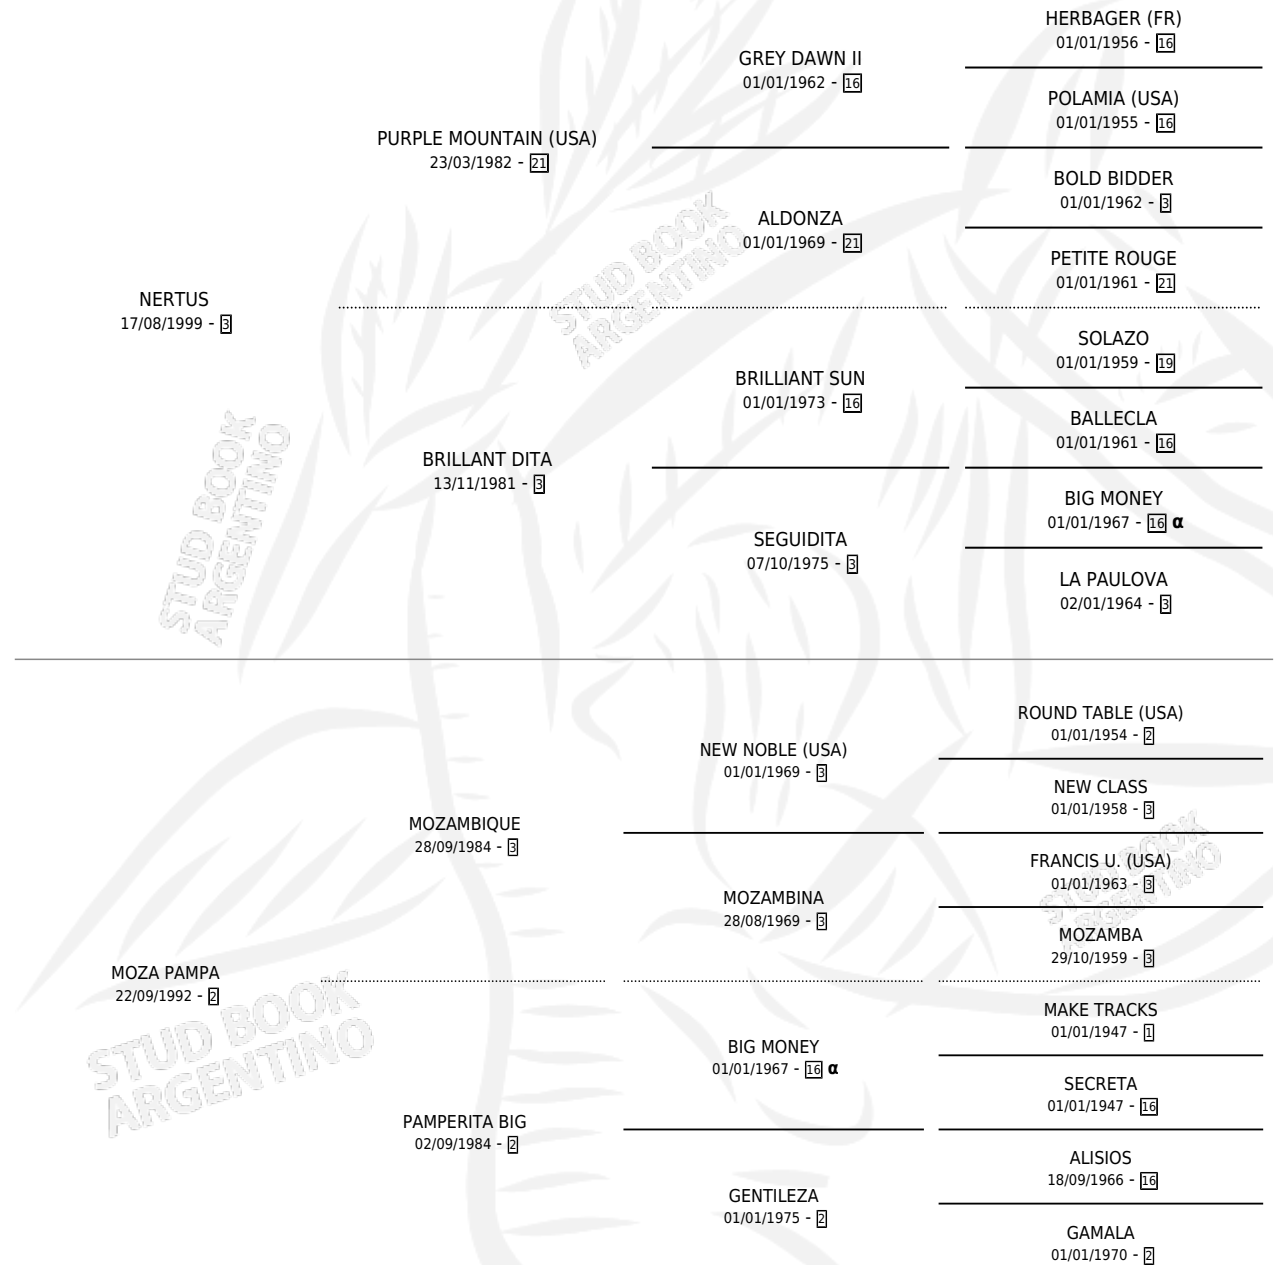 HERBAGER (FR)
01/01/1956 - 16
GREY DAWN II
01/01/1962 - 16
POLAMIA (USA)
01/01/1955 - 16
PURPLE MOUNTAIN (USA)
23/03/1982 - 21
BOLD BIDDER
01/01/1962 - 3
ALDONZA
01/01/1969 - 21
PETITE ROUGE
01/01/1961 - 21
NERTUS
17/08/1999 - 3
SOLAZO
01/01/1959 - 19
BRILLIANT SUN
01/01/1973 - 16
BALLECLA
01/01/1961 - 16
BRILLANT DITA
13/11/1981 - 3
BIG MONEY
01/01/1967 - 16 α
SEGUIDITA
07/10/1975 - 3
LA PAULOVA
02/01/1964 - 3
ROUND TABLE (USA)
01/01/1954 - 2
NEW NOBLE (USA)
01/01/1969 - 3
NEW CLASS
01/01/1958 - 3
MOZAMBIQUE
28/09/1984 - 3
FRANCIS U. (USA)
01/01/1963 - 3
MOZAMBINA
28/08/1969 - 3
MOZAMBA
29/10/1959 - 3
MOZA PAMPA
22/09/1992 - 2
MAKE TRACKS
01/01/1947 - 1
BIG MONEY
01/01/1967 - 16 α
SECRETA
01/01/1947 - 16
PAMPERITA BIG
02/09/1984 - 2
ALISIOS
18/09/1966 - 16
GENTILEZA
01/01/1975 - 2
GAMALA
01/01/1970 - 2
STUD BOOK
ARGENTINO
STUD BOOK
ARGENTINO
STUD BOOK
ARGENTINO
STUD BOOK
ARGENTINO